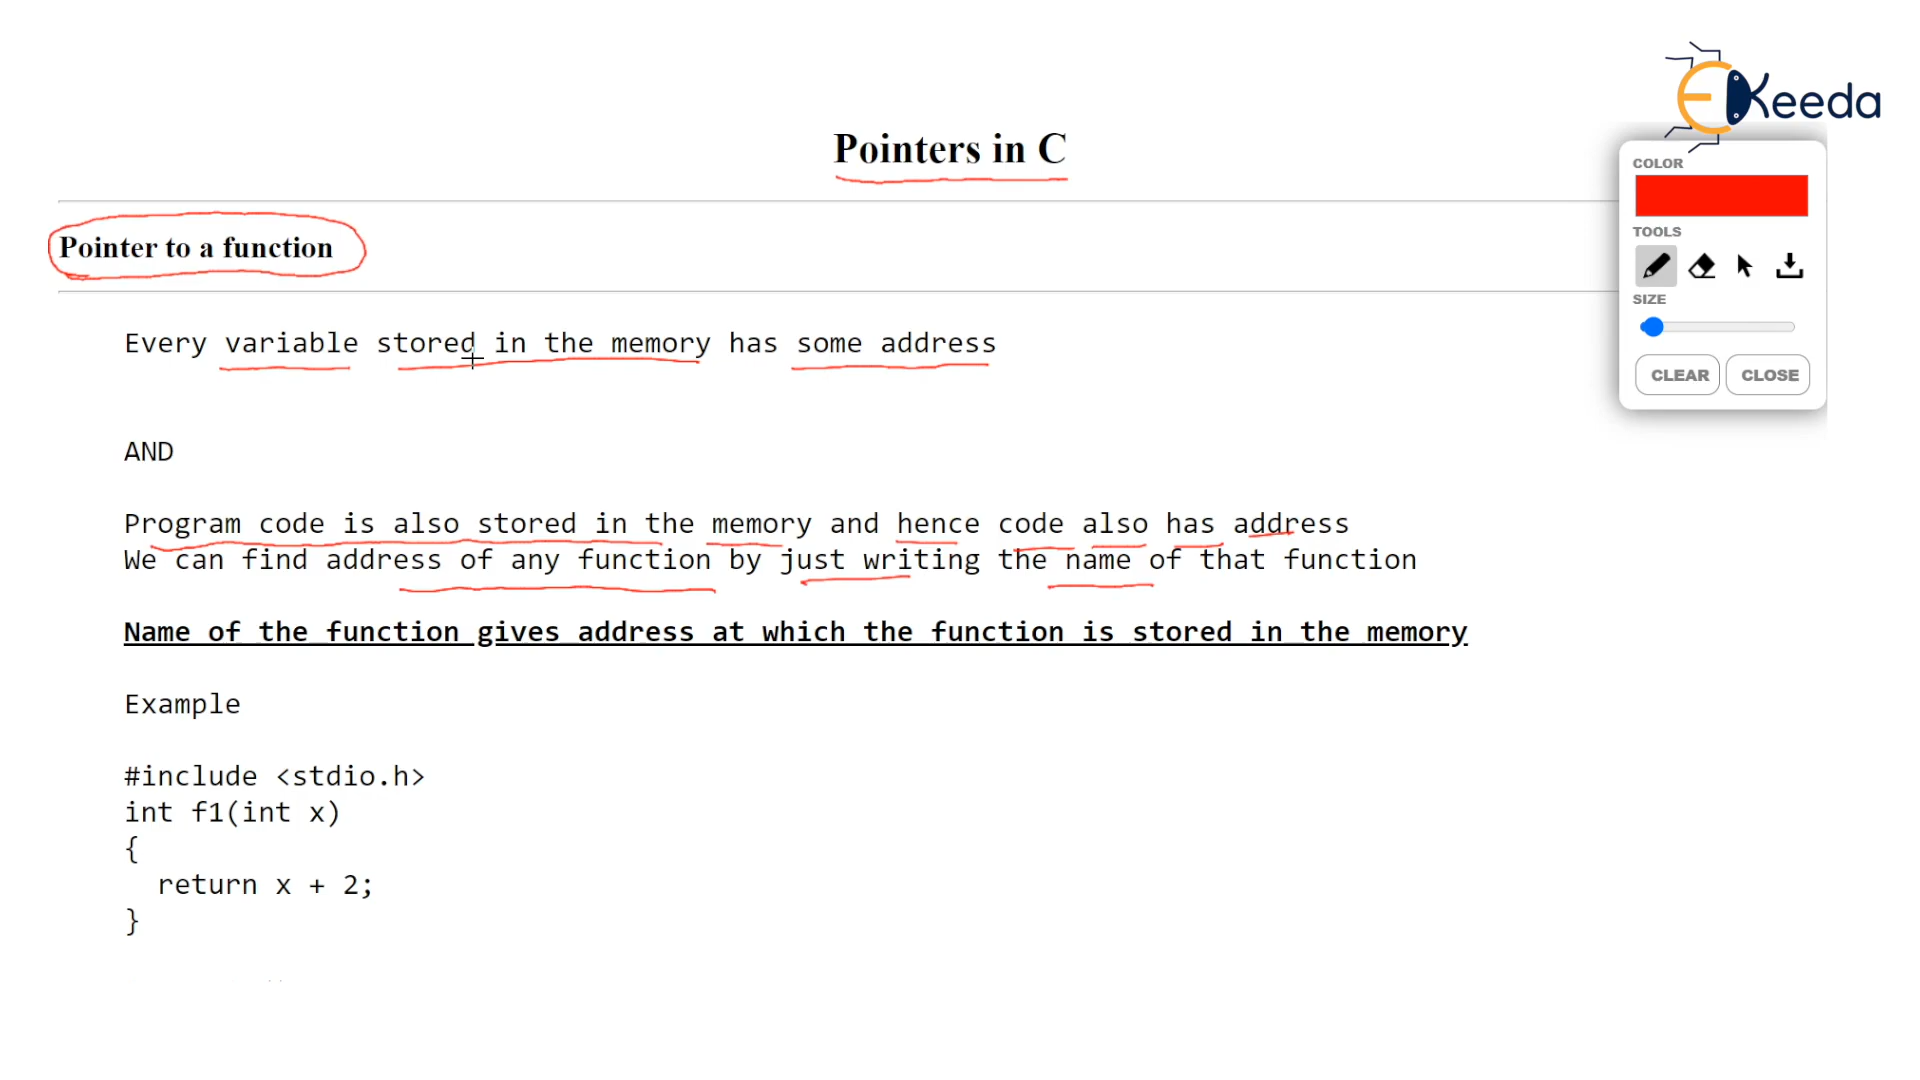 EKeeda
Pointers in C
COLOR
TOOLS
SIZE
CLEAR CLOSE
Pointer to a function
Every variable stored in the memory has some address
AND
Program code is also stored in the memory and hence code also has address
We can find address of any function by just writing the name of that function
Name of the function gives address at which the function is stored in the memory
Example
#include <stdio.h>
int f1(int x)
{
  return x + 2;
}